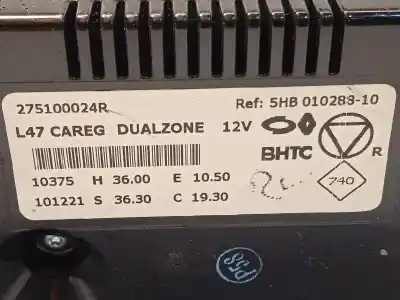 275100024R Ref: 5HB 010288-10
L47 CAREG DUALZONE 12V
BHTC R
10375 H 36.00 E 10.50
740
101221 S 36.30 C 19.30